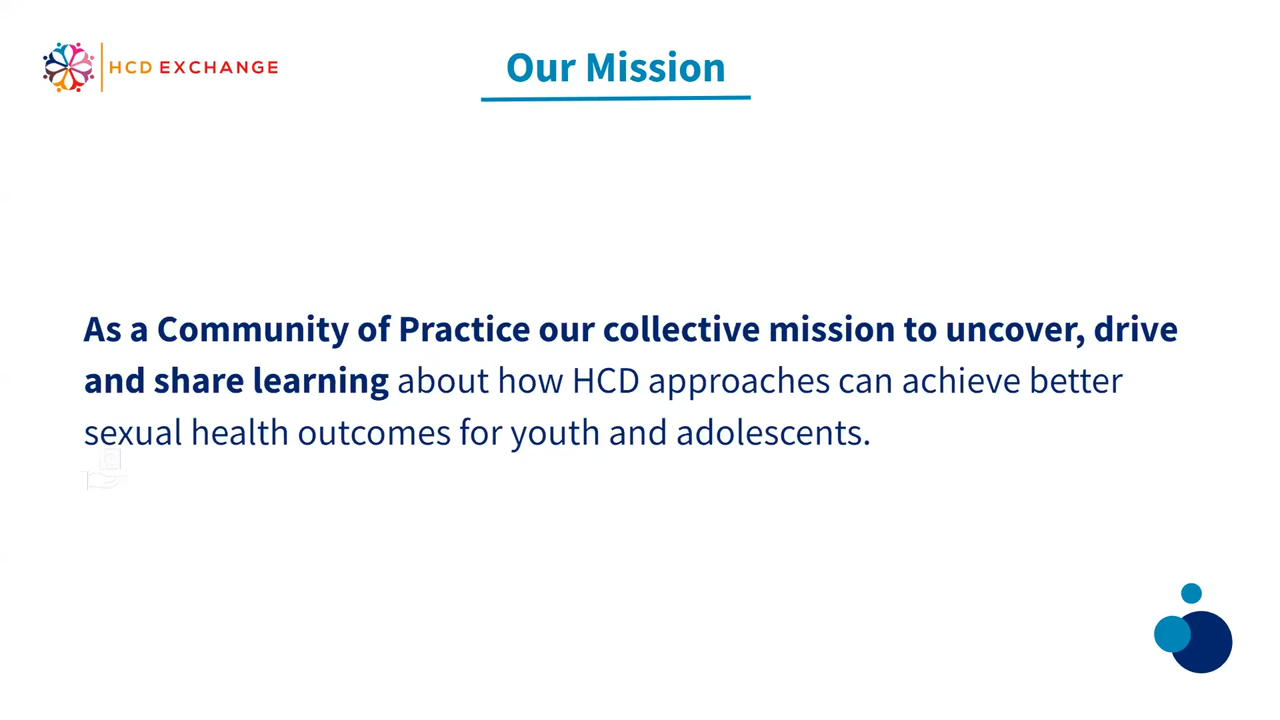 HCD EXCHANGE
Our Mission
As a Community of Practice our collective mission to uncover, drive
and share learning about how HCD approaches can achieve better
sexual health outcomes for youth and adolescents.